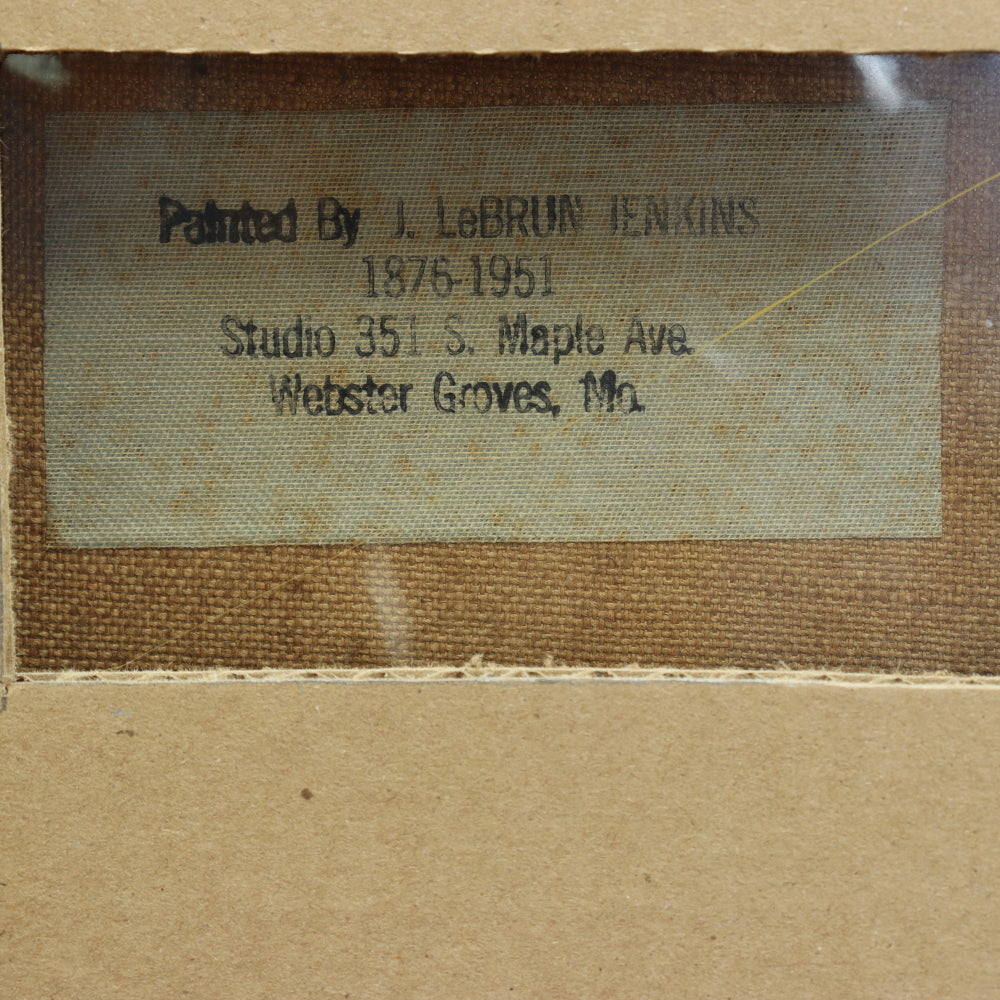 Painted By J. LeBRUN JENKINS
1876-1951
Studio 351 S. Maple Ave.
Webster Groves, Mo.